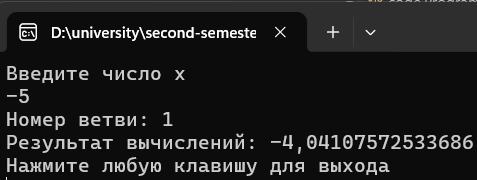 D:\university\second-semeste
Введите число x
-5
Номер ветви: 1
Результат вычислений: -4,04107572533686
Нажмите любую клавишу для выхода